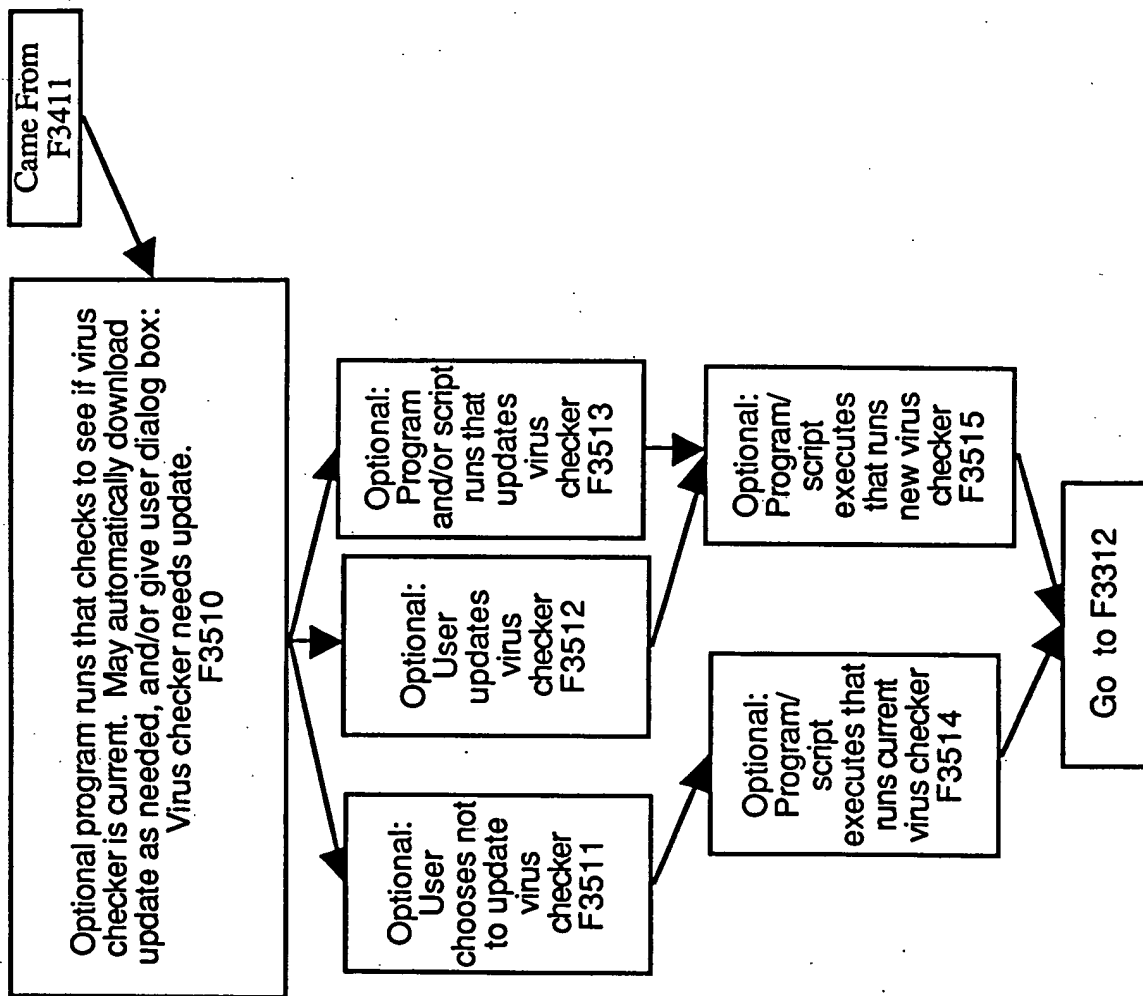 Came From
F3411
Optional program runs that checks to see if virus
checker is current. May automatically download
update as needed, and/or give user dialog box:
Virus checker needs update.
F3510
Optional:
User
chooses not
to update
virus
checker
F3511
Optional:
User
updates
virus
checker
F3512
Optional:
Program
and/or script
runs that
updates
virus
checker
F3513
Optional:
Program/
script
executes that
runs current
virus checker
F3514
Optional:
Program/
script
executes
that runs
new virus
checker
F3515
Go to F3312